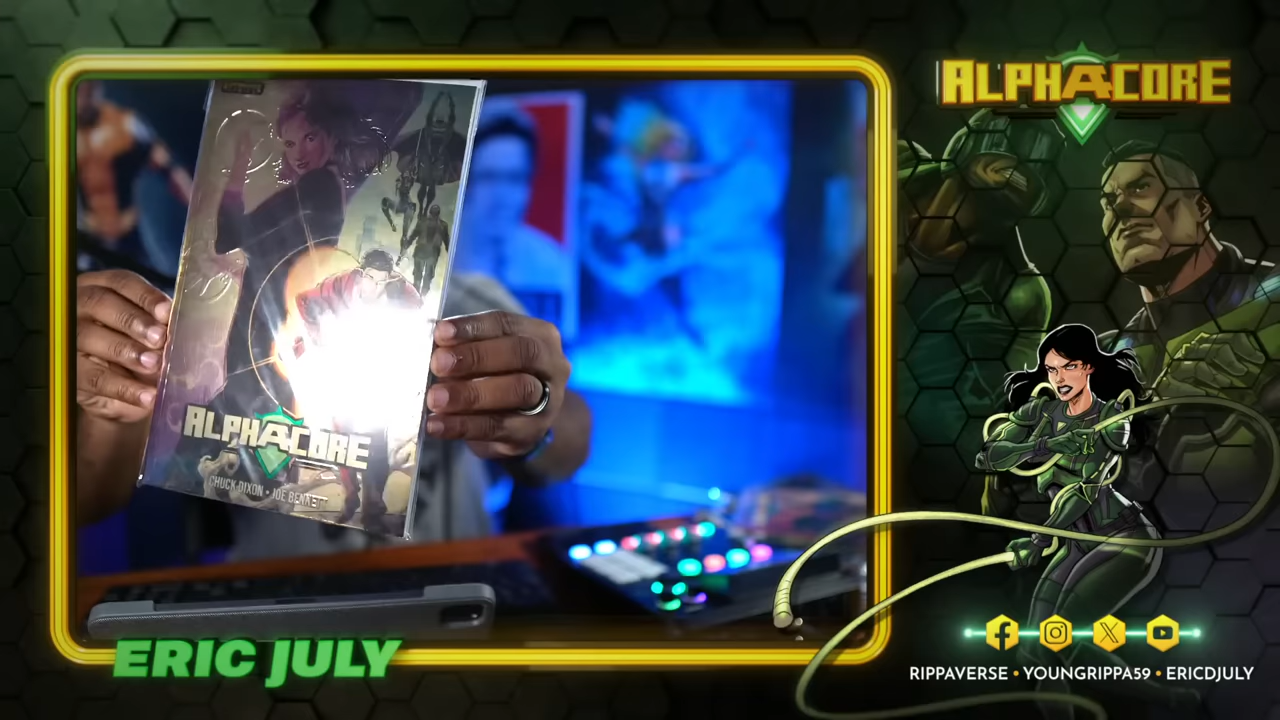 ALPHACORE
ALPHACORE
CHUCK DIXON • JOE BENNETT
ERIC JULY
RIPPAVERSE • YOUNGRIPPA59 • ERICDJULY